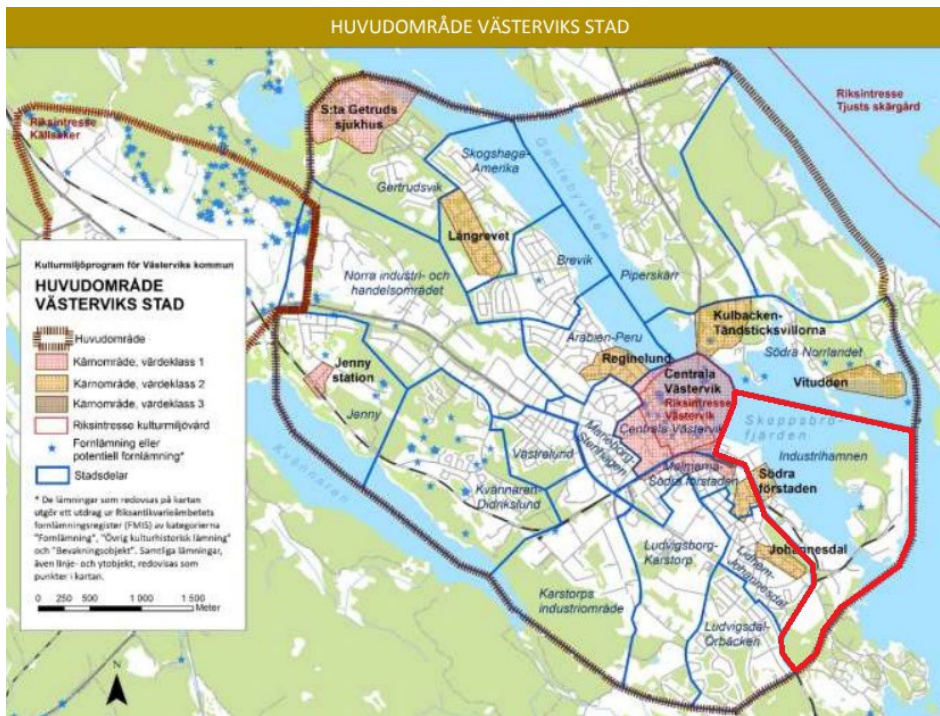 HUVUDOMRÅDE VÄSTERVIKS STAD
Riksintresse
Tjusts skärgård
S:ta Getruds
sjukhus
Riksintresse
Källsåker
Skogshaga-
Amerika
Gamlebyviken
Gertrudsvik
Långrevet
Brevik
Piperskärr
Norra industri- och
handelsområdet
Kulbacken-
Tändsticksvillorna
Arabien-Peru
Södra Norrlandet
Reginelund
Vitudden
Centrala
Västervik
Riksintresse
Västervik
Centrala Västervik
Skeppsbro-
fjärden
Industrihamnen
Jenny
station
Jenny
Kvännaren
Marieborg-
Stenhagen
Västrelund
Malmarna-
Södra förstaden
Södra
förstaden
Kvännaren-
Didrikslund
Ludvigsborg-
Karstorp
Lidhem-
Johannesdal
Johannesdal
Karstorps
industriområde
Ludvigsdal-
Örbäcken
Kulturmiljöprogram för Västerviks kommun
HUVUDOMRÅDE
VÄSTERVIKS STAD
Huvudområde
Kärnområde, värdeklass 1
Kärnområde, värdeklass 2
Kärnområde, värdeklass 3
Riksintresse kulturmiljövård
Fornlämning eller
potentiell fornlämning*
Stadsdelar
* De lämningar som redovisas på kartan
utgör ett utdrag ur Riksantikvarieämbetets
fornlämningsregister (FMIS) av kategorierna
"Fornlämning", "Övrig kulturhistorisk lämning"
och "Bevakningsobjekt". Samtliga lämningar,
även linje- och ytobjekt, redovisas som
punkter i kartan.
0 250 500 1 000 1 500
Meter
N